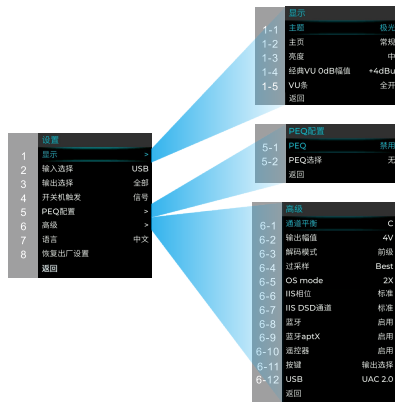 设置
1 显示 >
2 输入选择 USB
3 输出选择 全部
4 开关机触发 信号
5 PEQ配置 >
6 高级 >
7 语言 中文
8 恢复出厂设置
返回
显示
1-1 主题 极光
1-2 主页 常规
1-3 亮度 中
1-4 经典VU 0dB幅值 +4dBu
1-5 VU条 全开
返回
PEQ配置
5-1 PEQ 禁用
5-2 PEQ选择 无
返回
高级
6-1 通道平衡 C
6-2 输出幅值 4V
6-3 解码模式 前级
6-4 过采样 Best
6-5 OS mode 2X
6-6 IIS相位 标准
6-7 IIS DSD通道 标准
6-8 蓝牙 启用
6-9 蓝牙aptX 启用
6-10 遥控器 启用
6-11 按键 输出选择
6-12 USB UAC 2.0
返回